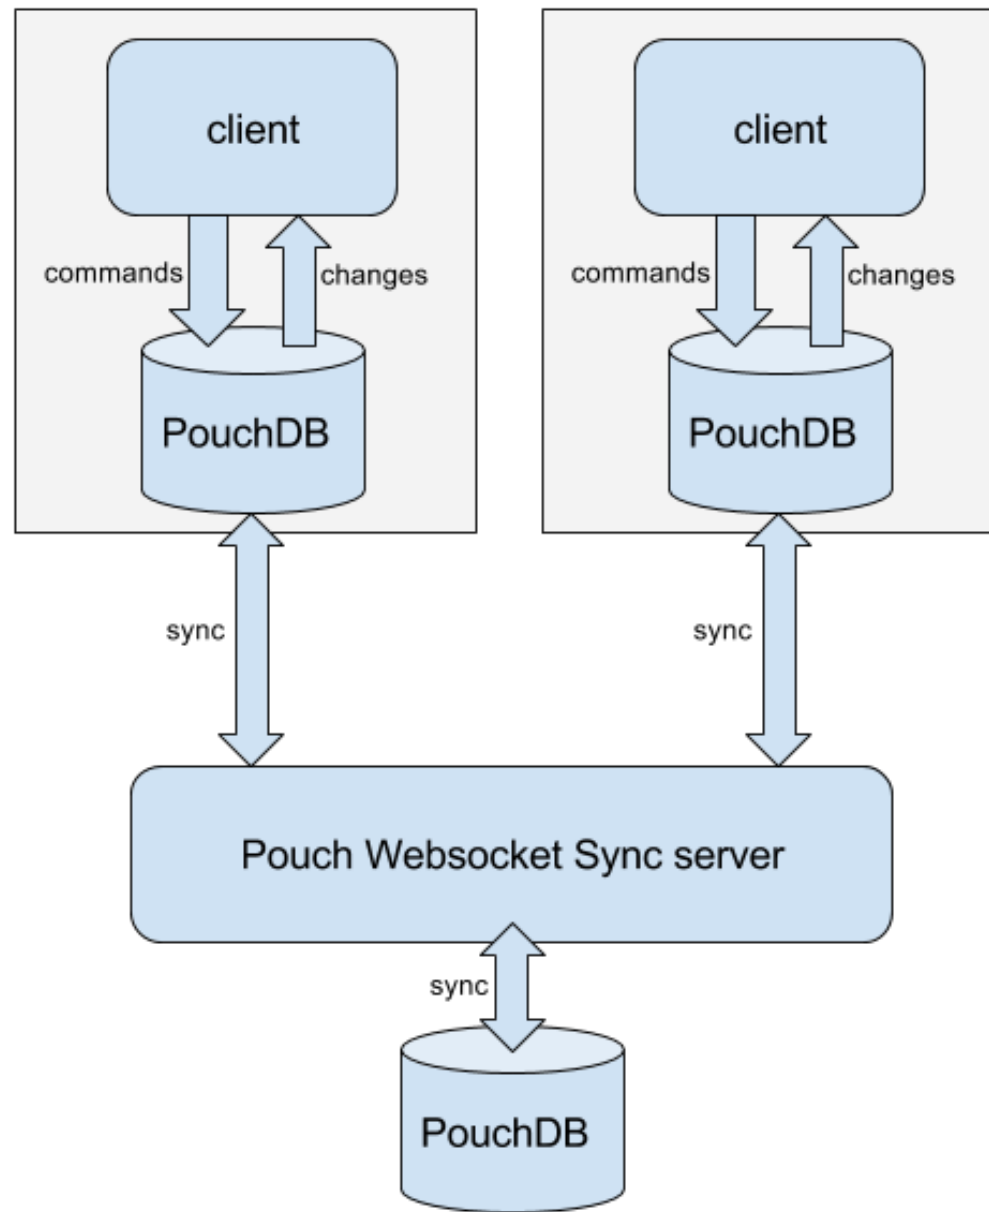 client
client
commands
changes
commands
changes
PouchDB
PouchDB
sync
sync
Pouch Websocket Sync server
sync
PouchDB